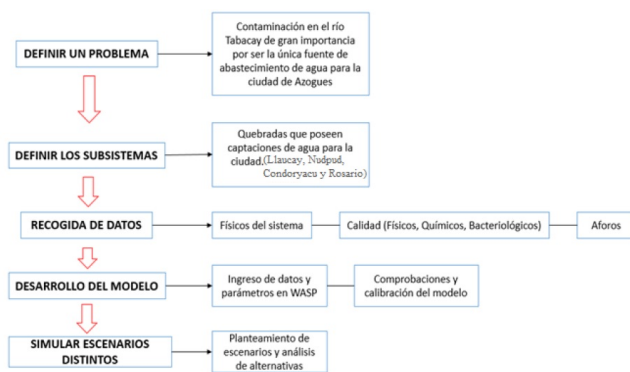 DEFINIR UN PROBLEMA
Contaminación en el río
Tabacay de gran importancia
por ser la única fuente de
abastecimiento de agua para la
ciudad de Azogues
DEFINIR LOS SUBSISTEMAS
Quebradas que poseen
captaciones de agua para la
ciudad.(Llaucay, Nudpud,
Condoryacu y Rosario)
RECOGIDA DE DATOS
Físicos del sistema
Calidad (Físicos, Químicos, Bacteriológicos)
Aforos
DESARROLLO DEL MODELO
Ingreso de datos y
parámetros en WASP
Comprobaciones y
calibración del modelo
SIMULAR ESCENARIOS
DISTINTOS
Planteamiento de
escenarios y análisis
de alternativas